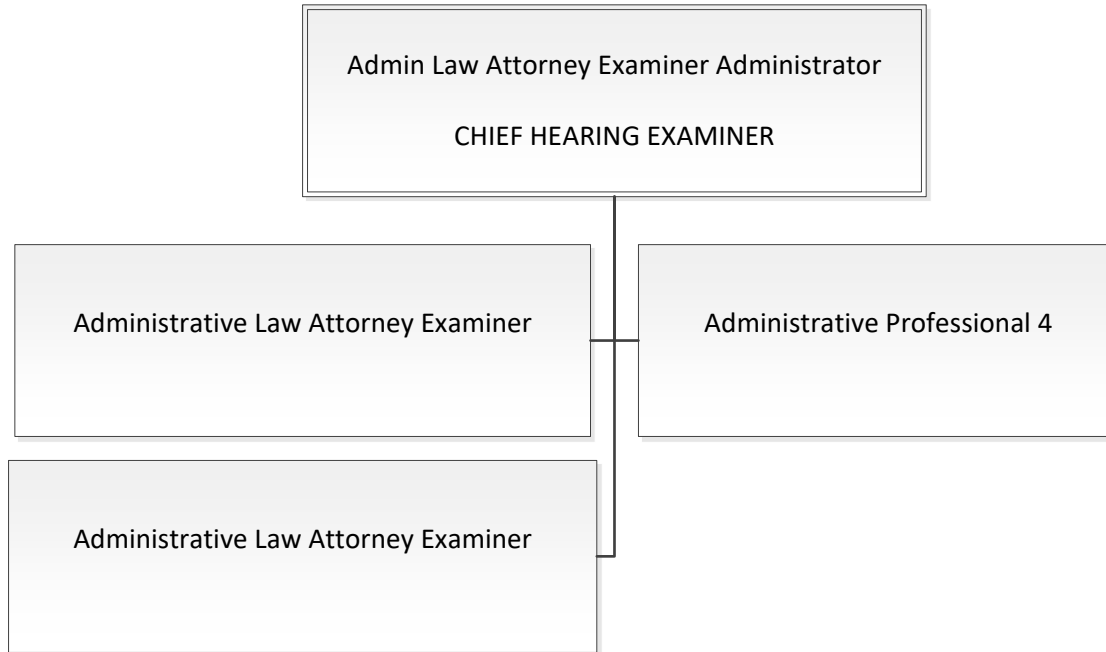 Admin Law Attorney Examiner Administrator
CHIEF HEARING EXAMINER
Administrative Law Attorney Examiner
Administrative Professional 4
Administrative Law Attorney Examiner